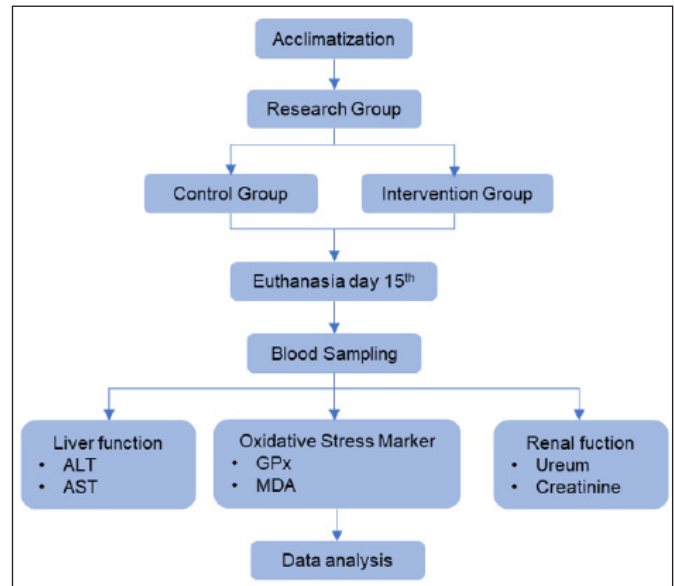 Acclimatization
Research Group
Control Group
Intervention Group
Euthanasia day 15th
Blood Sampling
Liver function
• ALT
• AST
Oxidative Stress Marker
• GPx
• MDA
Renal fuction
• Ureum
• Creatinine
Data analysis